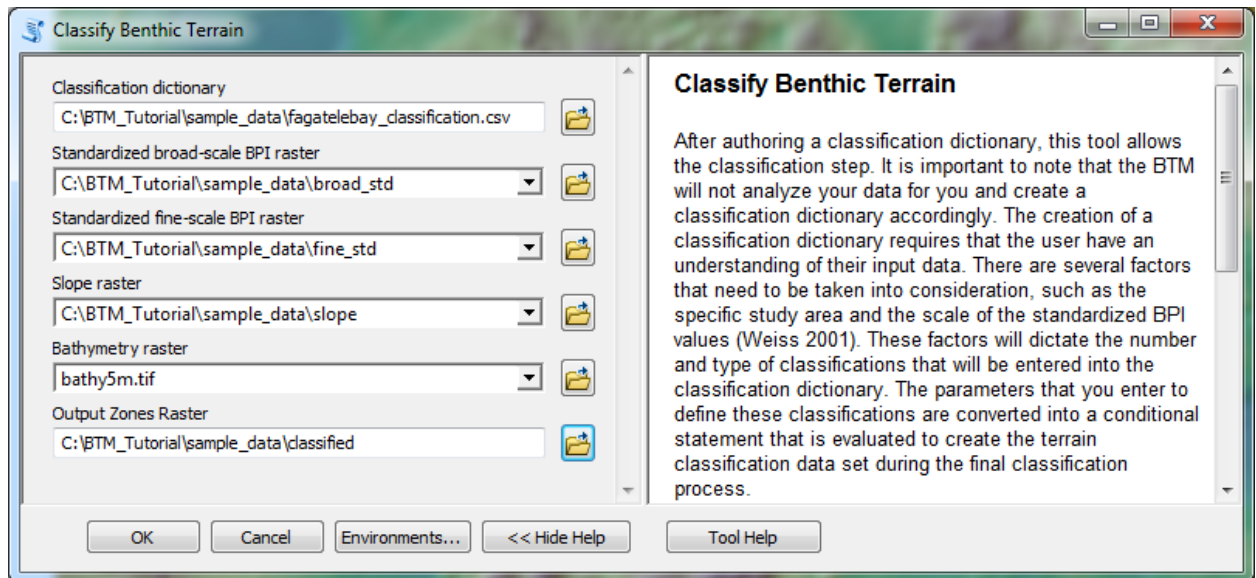 Classify Benthic Terrain
Classification dictionary
C:\BTM_Tutorial\sample_data\fagatelebay_classification.csv
Standardized broad-scale BPI raster
C:\BTM_Tutorial\sample_data\broad_std
Standardized fine-scale BPI raster
C:\BTM_Tutorial\sample_data\fine_std
Slope raster
C:\BTM_Tutorial\sample_data\slope
Bathymetry raster
bathy5m.tif
Output Zones Raster
C:\BTM_Tutorial\sample_data\classified
Classify Benthic Terrain
After authoring a classification dictionary, this tool allows
the classification step. It is important to note that the BTM
will not analyze your data for you and create a
classification dictionary accordingly. The creation of a
classification dictionary requires that the user have an
understanding of their input data. There are several factors
that need to be taken into consideration, such as the
specific study area and the scale of the standardized BPI
values (Weiss 2001). These factors will dictate the number
and type of classifications that will be entered into the
classification dictionary. The parameters that you enter to
define these classifications are converted into a conditional
statement that is evaluated to create the terrain
classification data set during the final classification
process.
OK
Cancel
Environments...
<< Hide Help
Tool Help